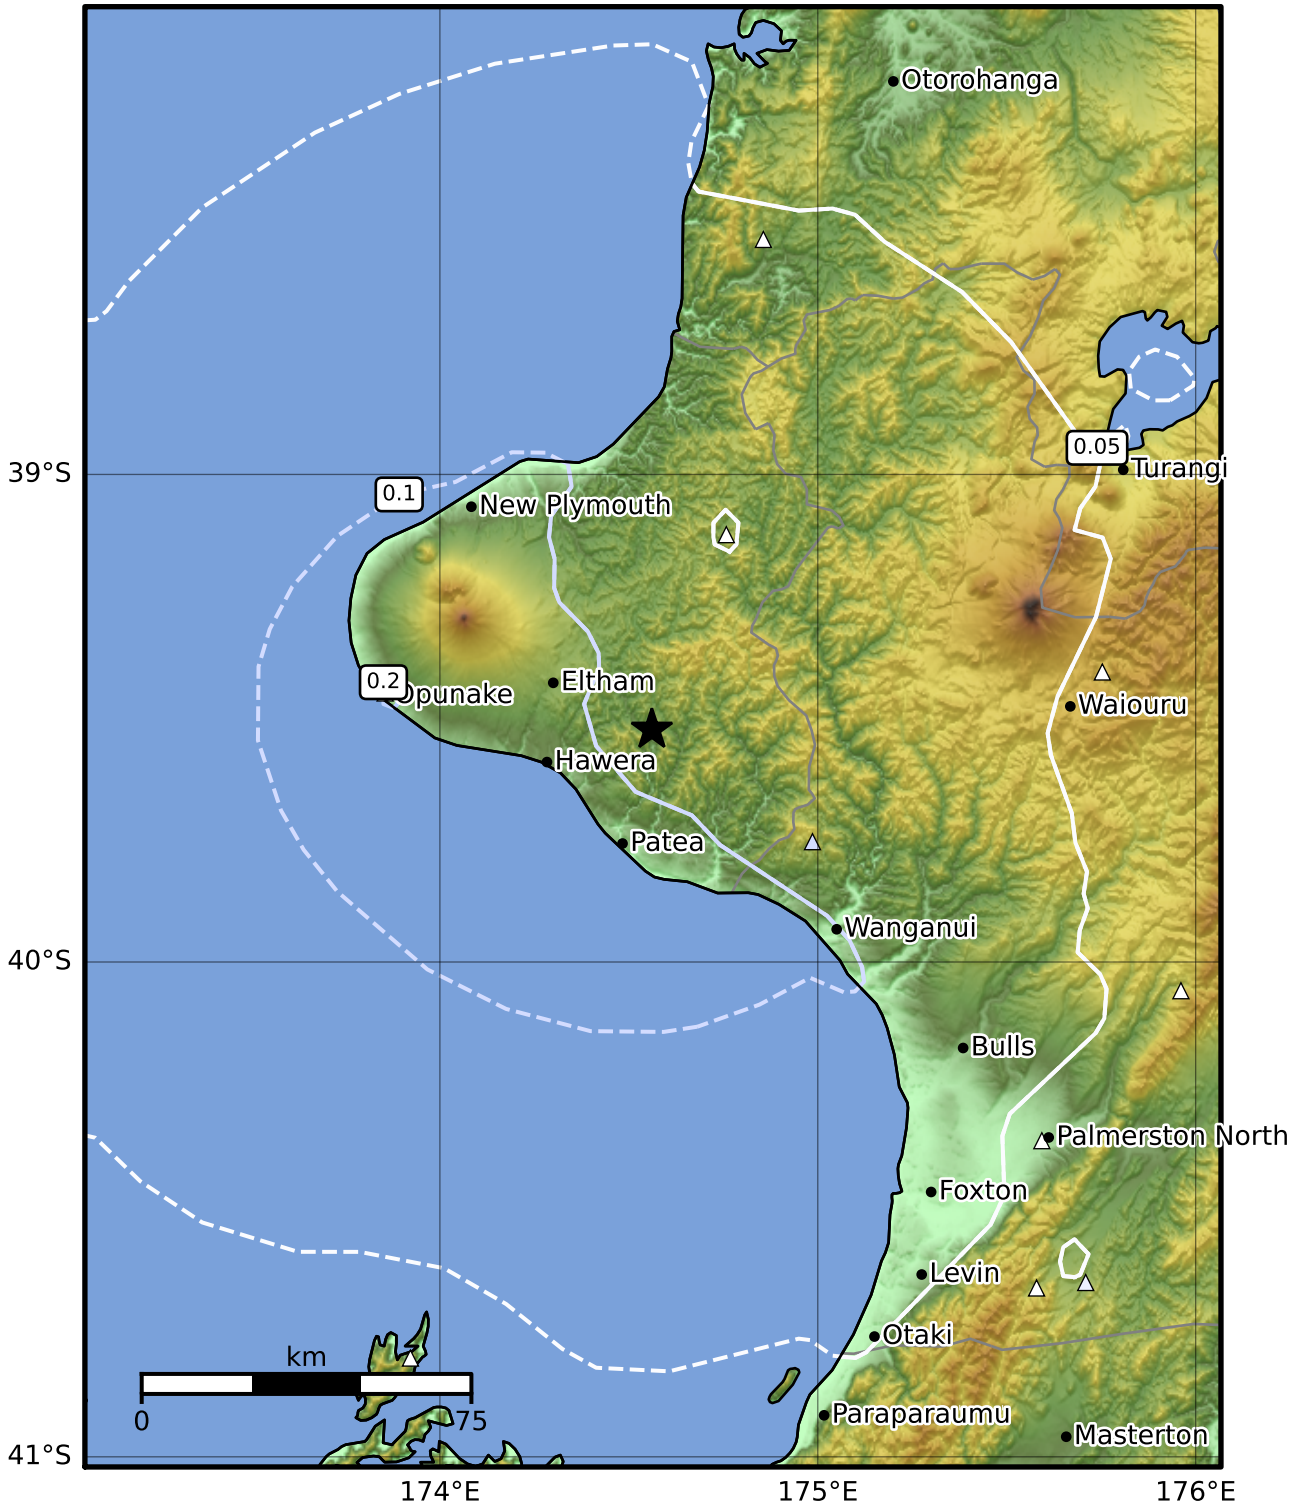 Otorohanga
0.05
Turangi
39°S
0.1
New Plymouth
0.2
Opunake
Eltham
Waiouru
Hawera
Patea
Wanganui
40°S
Bulls
Palmerston North
Foxton
Levin
Otaki
km
0
75
Paraparaumu
Masterton
41°S
174°E
175°E
176°E